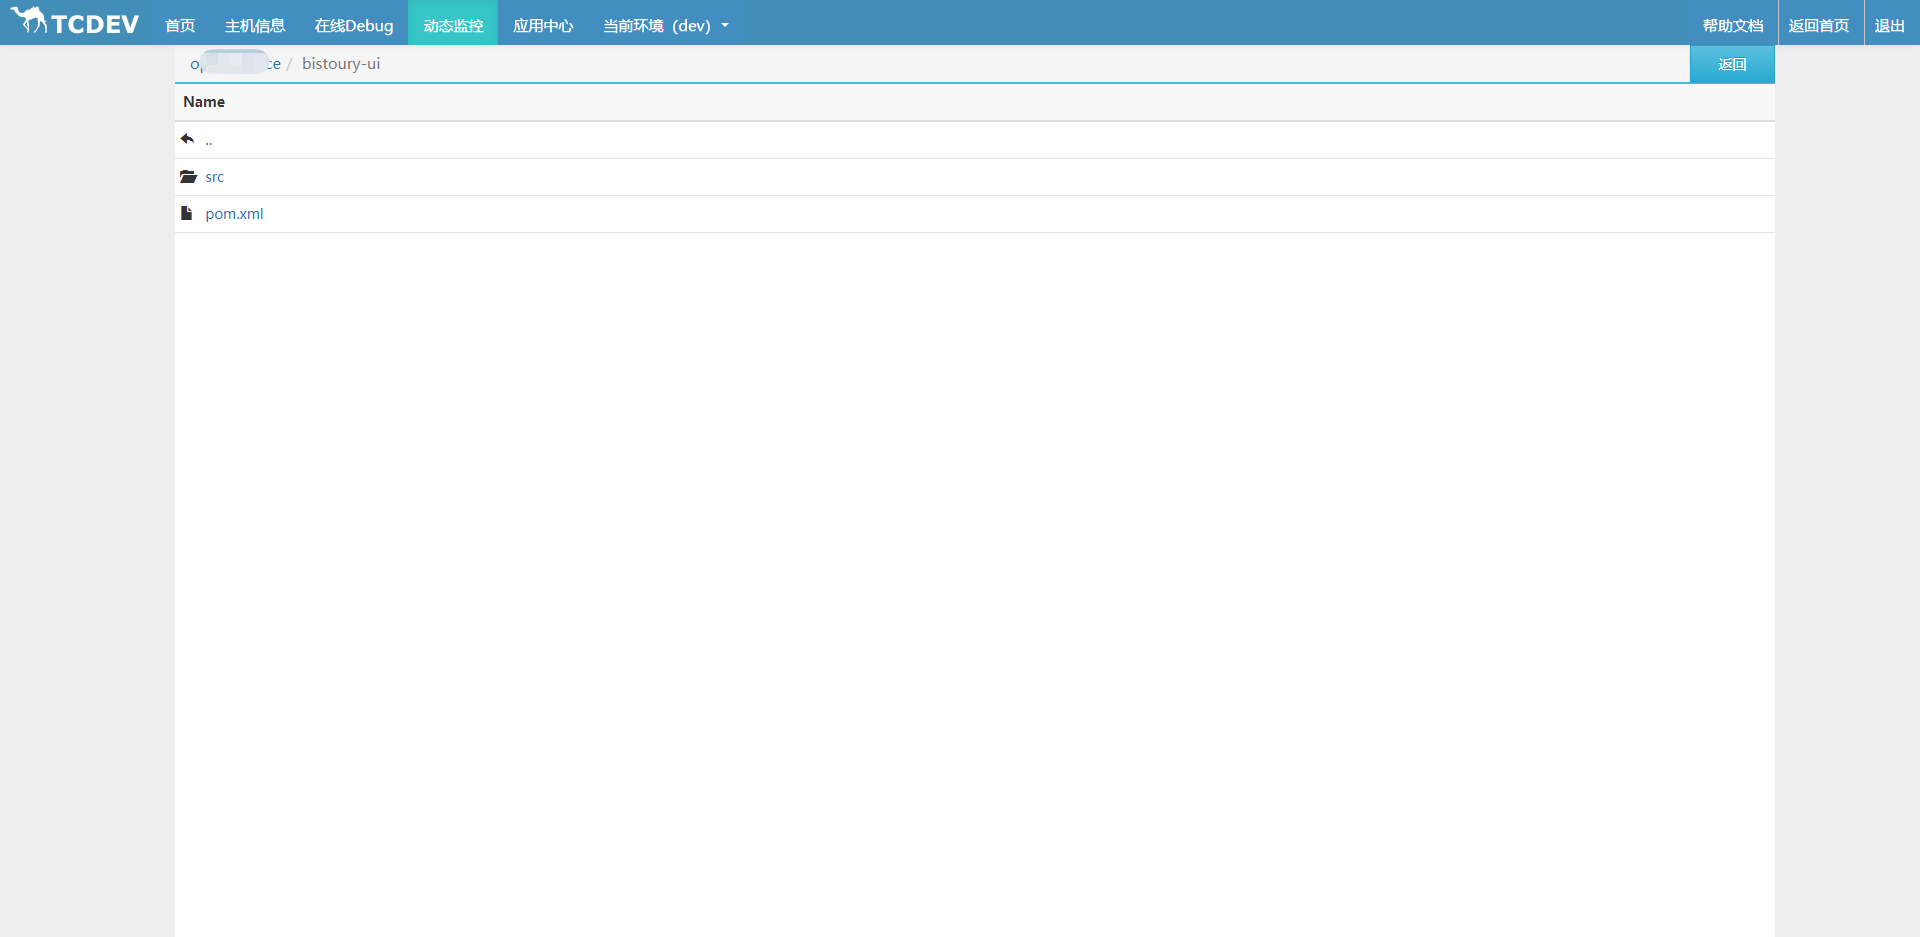 TCDEV 首页 主机信息 在线Debug 动态监控 应用中心 当前环境（dev） 帮助文档 返回首页 退出
/ bistoury-ui 返回
Name
..
src
pom.xml